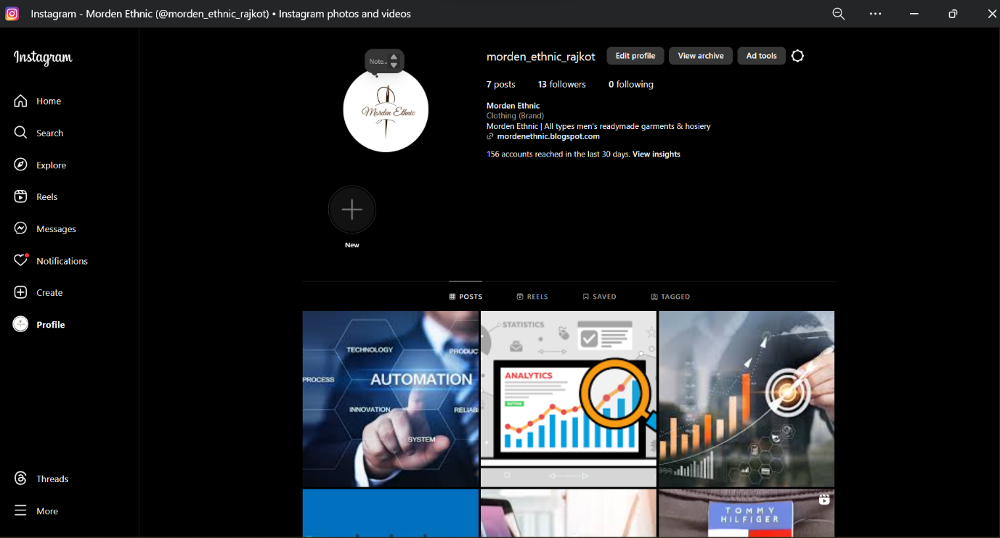 Instagram - Morden Ethnic (@morden_ethnic_rajkot) • Instagram photos and videos
Instagram
Home
Search
Explore
Reels
Messages
Notifications
Create
Profile
Threads
More
Note...
Morden Ethnic
morden_ethnic_rajkot Edit profile View archive Ad tools
7 posts 13 followers 0 following
Morden Ethnic
Clothing (Brand)
Morden Ethnic | All types men's readymade garments & hosiery
mordenethnic.blogspot.com
156 accounts reached in the last 30 days. View insights
New
POSTS REELS SAVED TAGGED
TECHNOLOGY
PRODUC
PROCESS
AUTOMATION
INNOVATION
RELIAB
SYSTEM
STATISTICS
ANALYTICS
BUTTON
TOMMY
HILFIGER